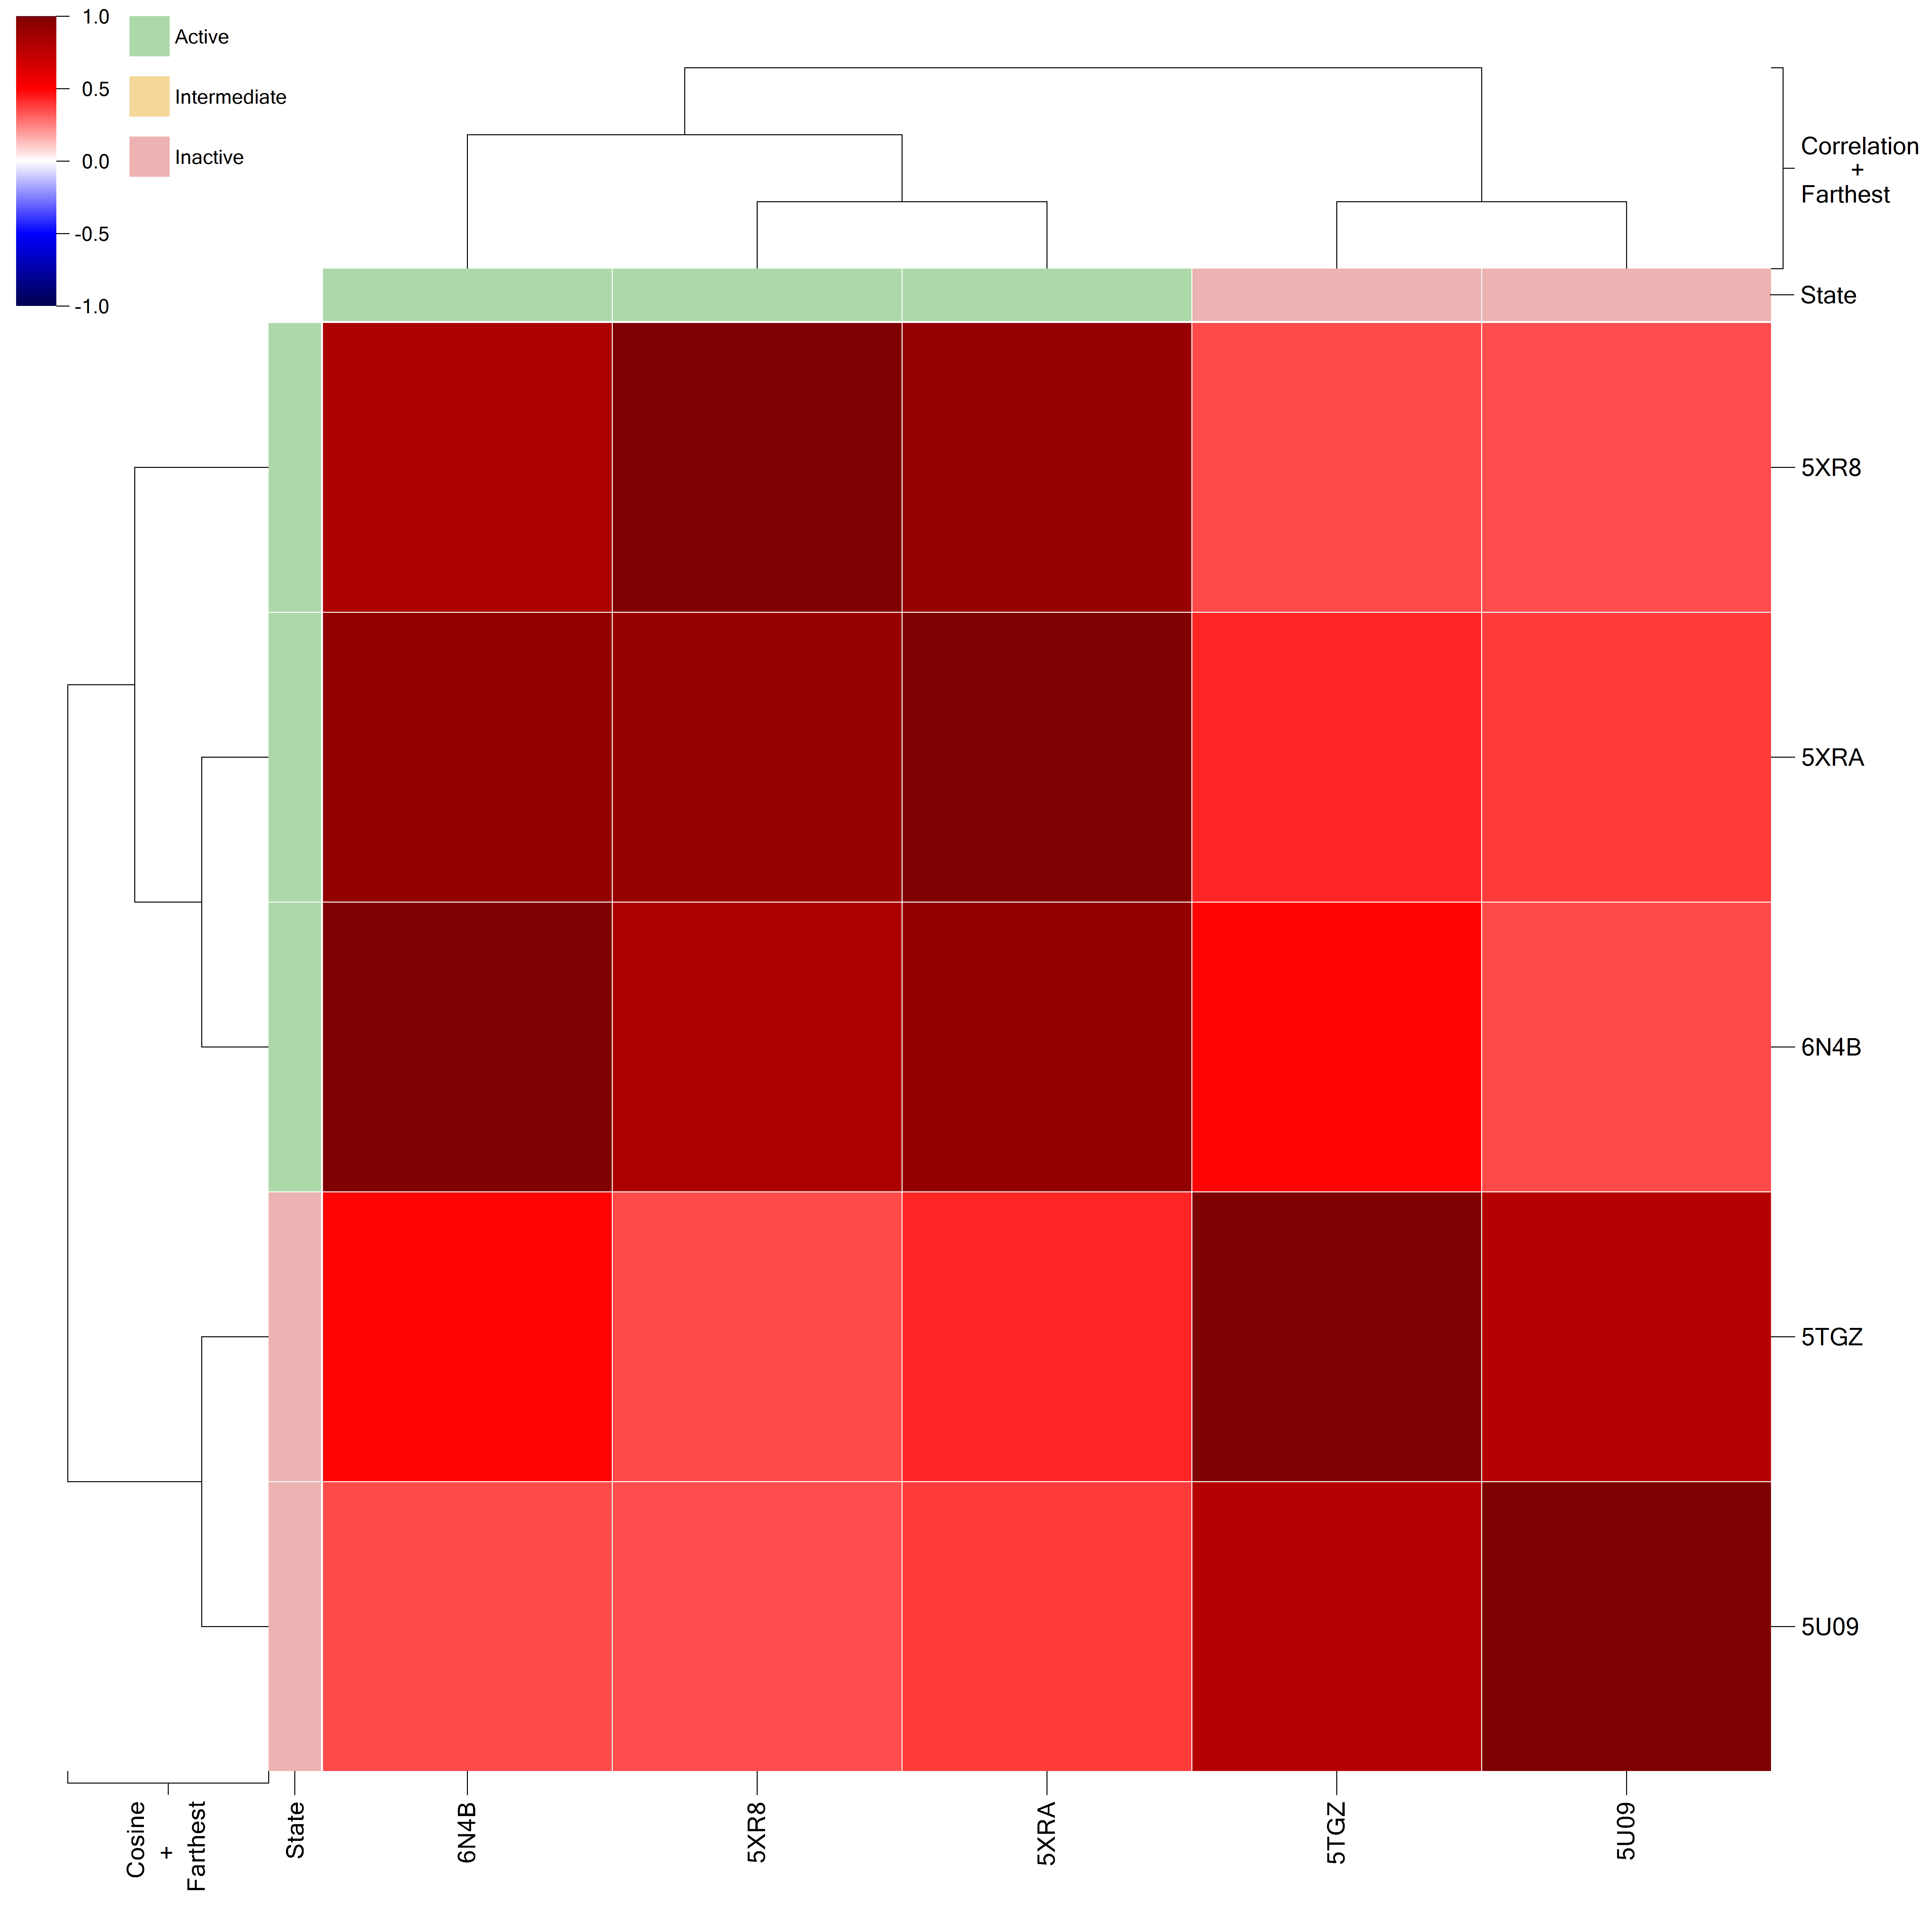 1.0
0.5
0.0
-0.5
-1.0
Active
Intermediate
Inactive
Correlation
+
Farthest
State
5XR8
5XRA
6N4B
5TGZ
5U09
Cosine
+
Farthest
State
6N4B
5XR8
5XRA
5TGZ
5U09